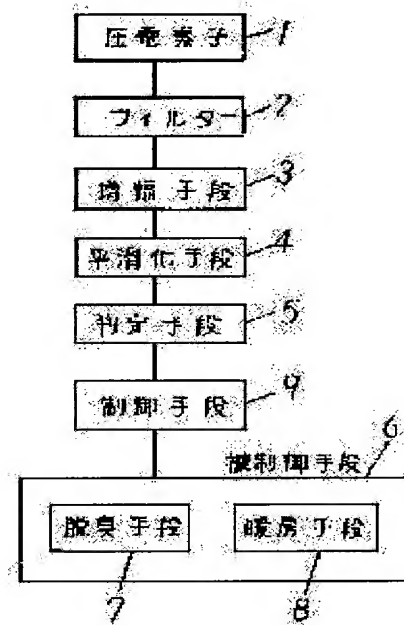 圧電素子 1
フィルター 2
増幅手段 3
平滑化手段 4
判定手段 5
制御手段 9
被制御手段 6
脱臭手段 暖房手段
7 8